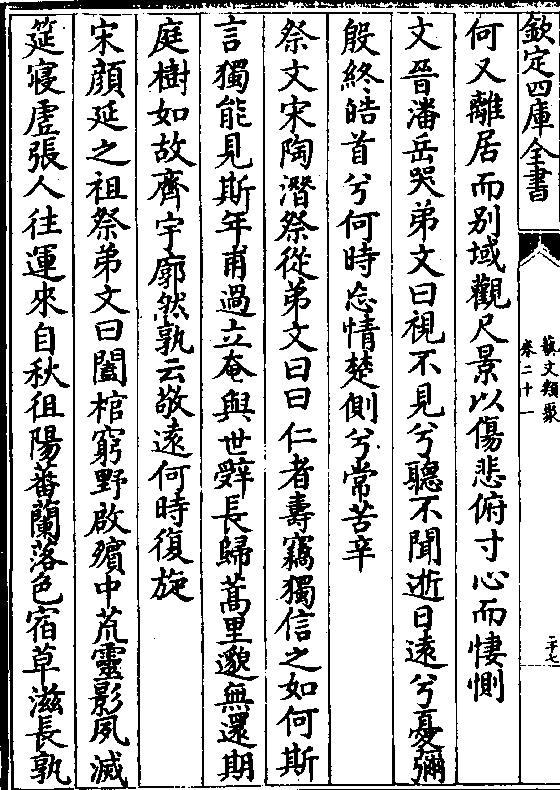 欽定四庫全書
藝文類聚
卷二十一
二十七
何又離居而别域觀尺景以傷悲俯寸心而悽惻
文晉潘岳哭弟文曰視不見兮聽不聞逝日遠兮憂彌
殷終皓首兮何時忘情楚側兮常苦辛
祭文宋陶潛祭從弟文曰曰仁者壽竊獨信之如何斯
言獨能見斯年甫過立奄與世辭長歸蒿里邈無還期
庭樹如故齋宇廓然孰云敬遠何時復旋
宋顔延之祖祭弟文曰闔棺窮野啟殯中荒靈影夙滅
筵寢虚張人往運來自秋徂陽蕃蘭落色宿草滋長孰